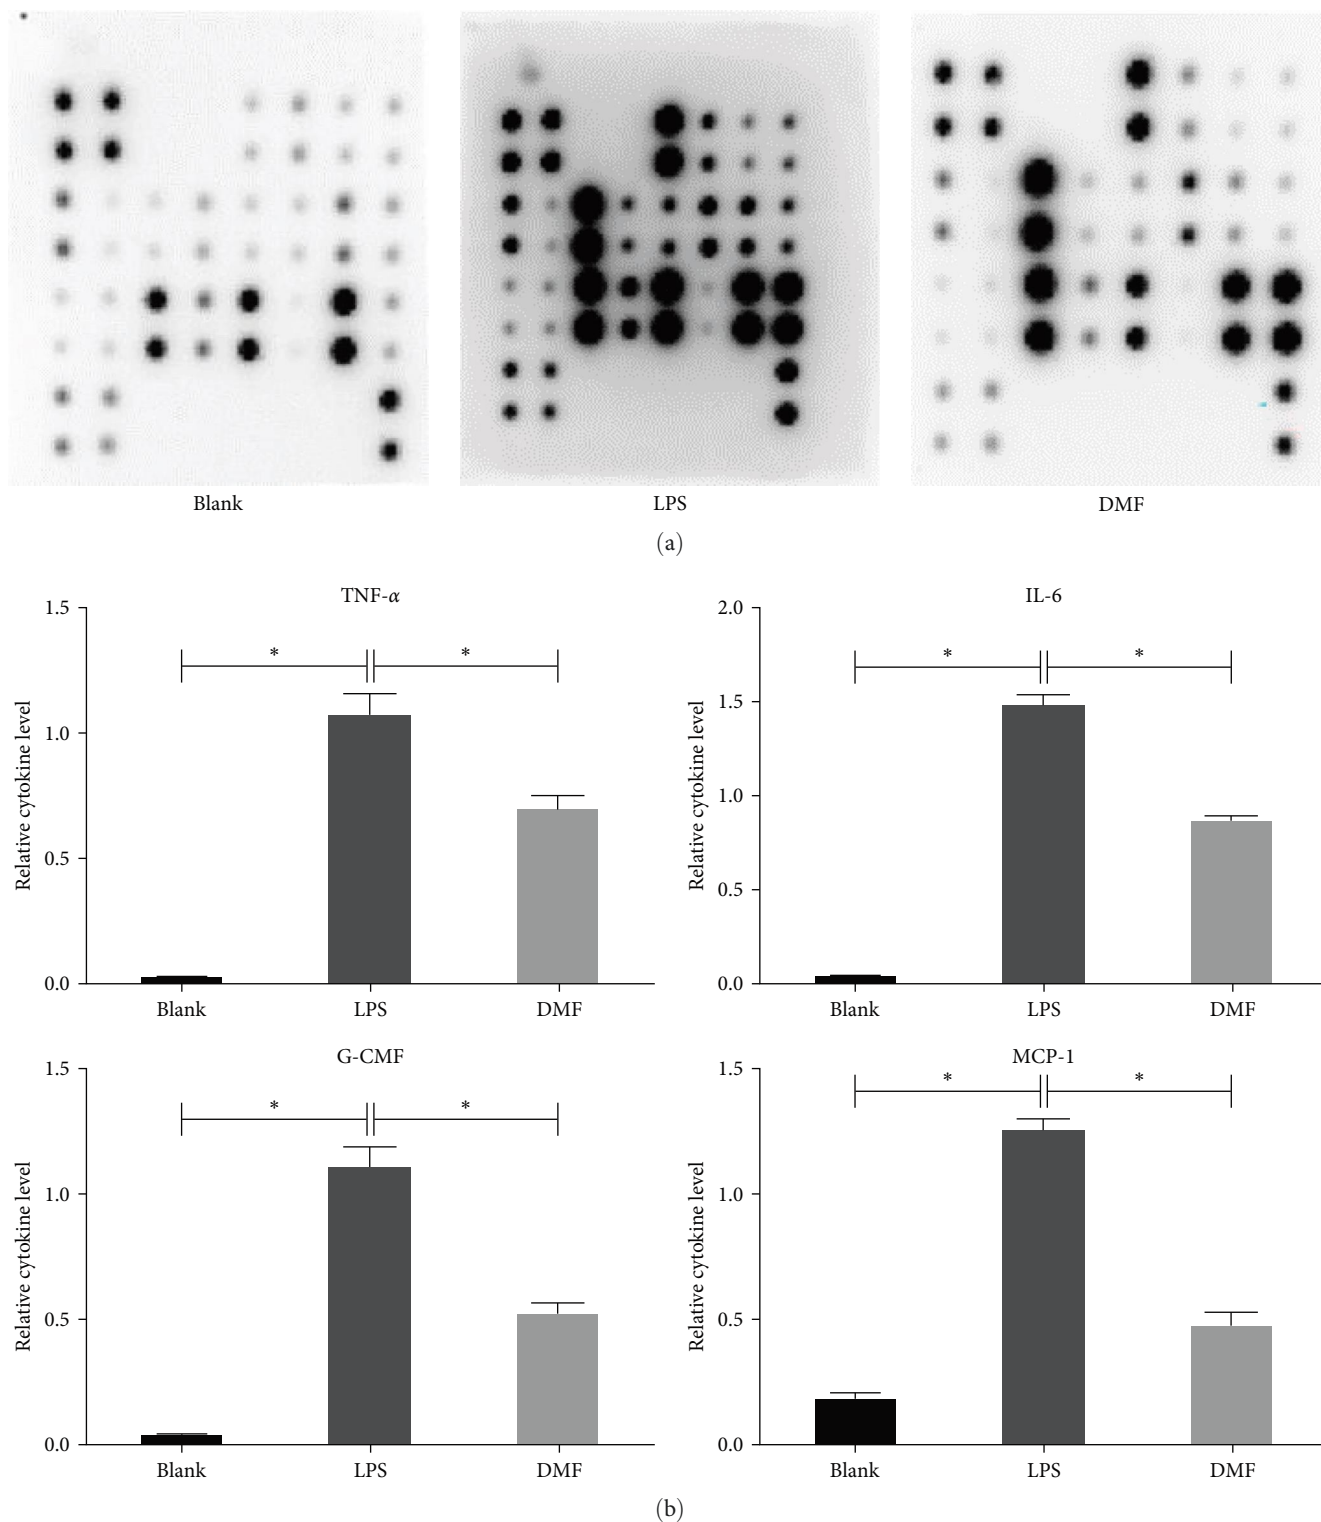 Blank LPS DMF
(a)
TNF-α
1.5
1.0
0.5
0.0
Relative cytokine level
* *
Blank LPS DMF
IL-6
2.0
1.5
1.0
0.5
0.0
Relative cytokine level
* *
Blank LPS DMF
G-CMF
1.5
1.0
0.5
0.0
Relative cytokine level
* *
Blank LPS DMF
MCP-1
1.5
1.0
0.5
0.0
Relative cytokine level
* *
Blank LPS DMF
(b)